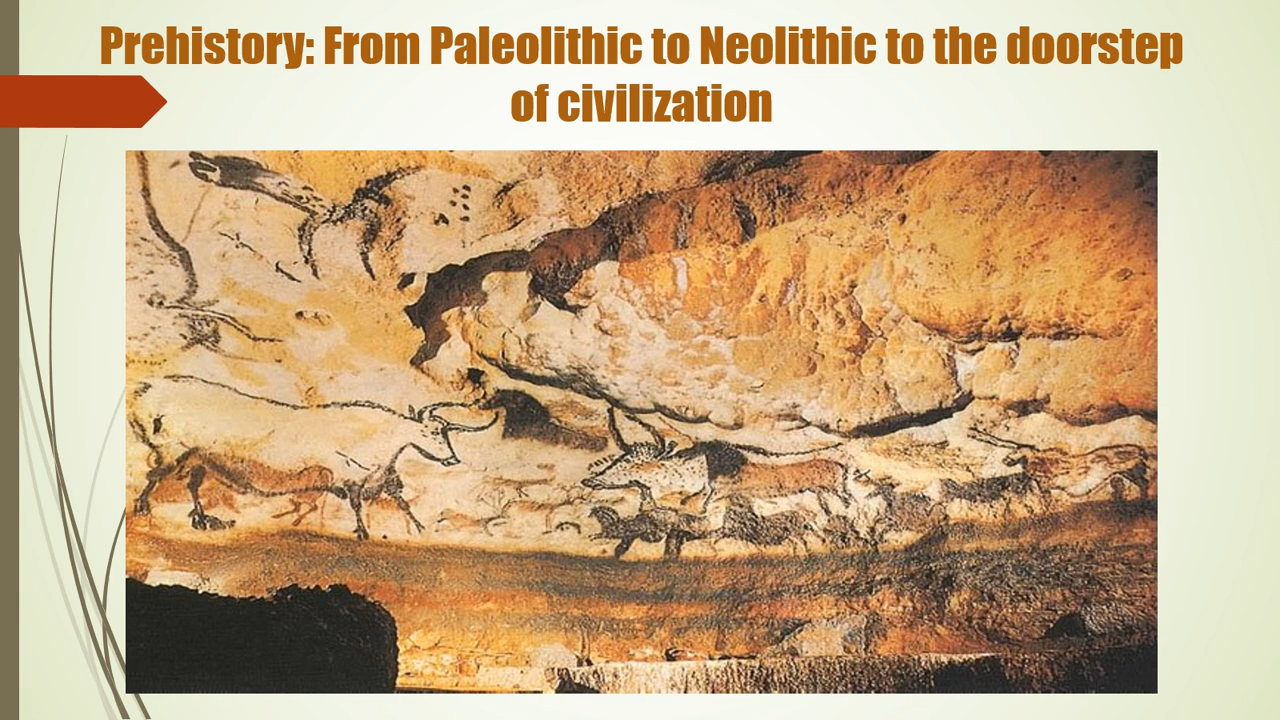 Prehistory: From Paleolithic to Neolithic to the doorstep
of civilization